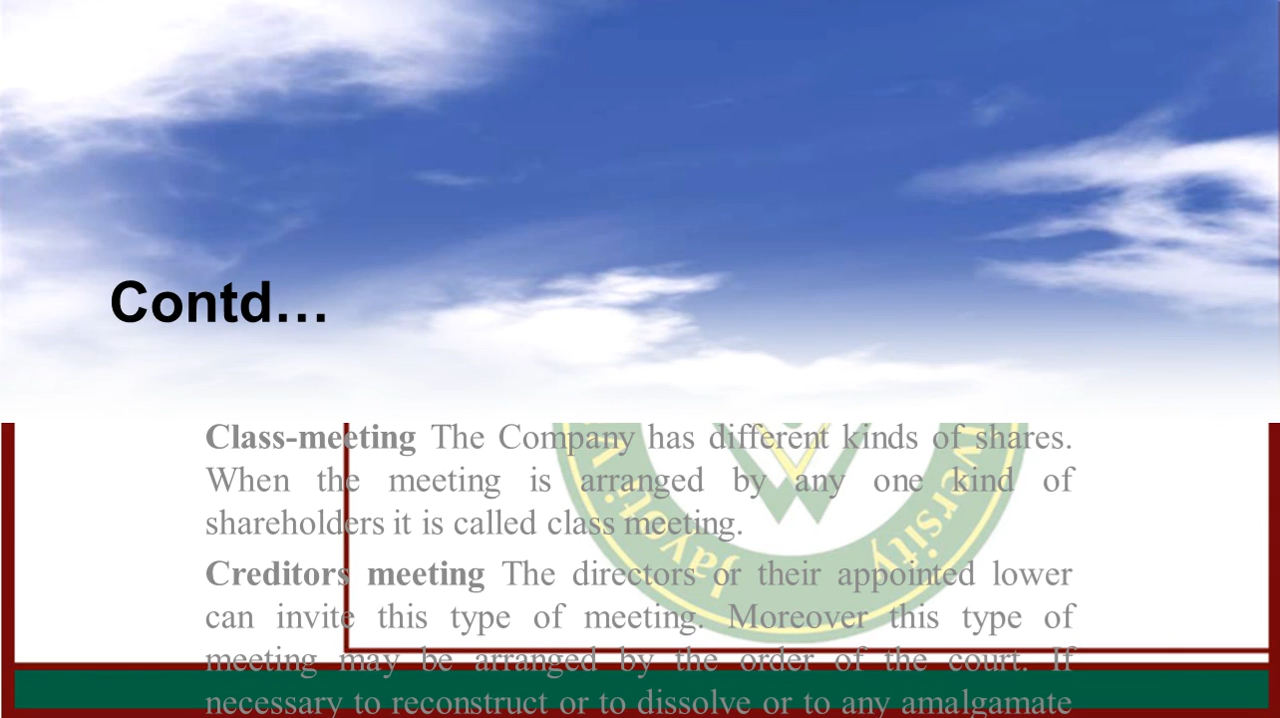 Contd…
Class-meeting The Company has different kinds of shares.
When the meeting is arranged by any one kind of
shareholders it is called class meeting.
Creditors meeting The directors or their appointed lower
can invite this type of meeting. Moreover this type of
meeting may be arranged by the order of the court. If
necessary to reconstruct or to dissolve or to any amalgamate
Jayoti
versity